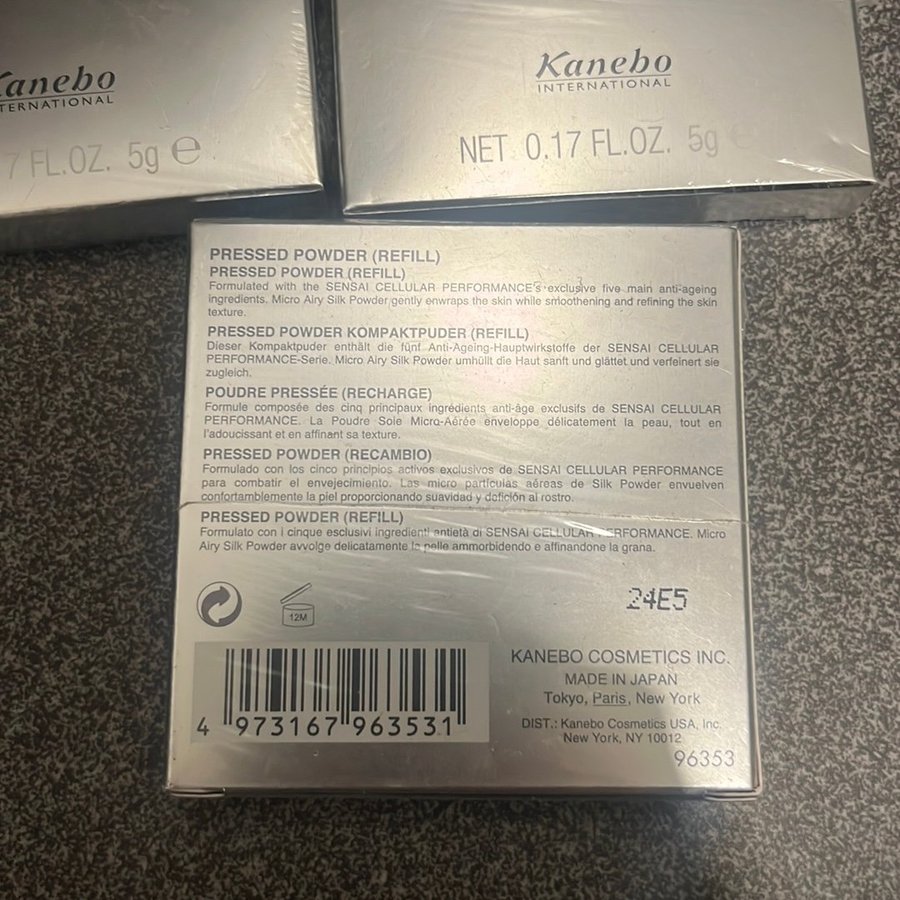 Kanebo
INTERNATIONAL
7 FL.OZ. 5g e
Kanebo
INTERNATIONAL
NET 0.17 FL.OZ. 5g e
PRESSED POWDER (REFILL)
PRESSED POWDER (REFILL)
Formulated with the SENSAI CELLULAR PERFORMANCE's exclusive five main anti-ageing
ingredients. Micro Airy Silk Powder gently enwraps the skin while smoothening and refining the skin
texture.
PRESSED POWDER KOMPAKTPUDER (REFILL)
Dieser Kompaktpuder enthält die fünf Anti-Ageing-Hauptwirkstoffe der SENSAI CELLULAR
PERFORMANCE-Serie. Micro Airy Silk Powder umhüllt die Haut sanft und glättet und verfeinert sie
zugleich.
POUDRE PRESSÉE (RECHARGE)
Formule composée des cinq principaux ingrédients anti-âge exclusifs de SENSAI CELLULAR
PERFORMANCE. La Poudre Soie Micro-Aérée enveloppe délicatement la peau, tout en
l'adoucissant et en affinant sa texture.
PRESSED POWDER (RECAMBIO)
Formulado con los cinco principios activos exclusivos de SENSAI CELLULAR PERFORMANCE
para combatir el envejecimiento. Las micro partículas aéreas de Silk Powder envuelven
confortablemente la piel proporcionando suavidad y defición al rostro.
PRESSED POWDER (REFILL)
Formulato con i cinque esclusivi ingredienti antietà di SENSAI CELLULAR PERFORMANCE. Micro
Airy Silk Powder avvolge delicatamente la pelle ammorbidendo e affinandone la grana.
12M
24E5
4 973167 963531
KANEBO COSMETICS INC.
MADE IN JAPAN
Tokyo, Paris, New York
DIST.: Kanebo Cosmetics USA, Inc.
New York, NY 10012
96353